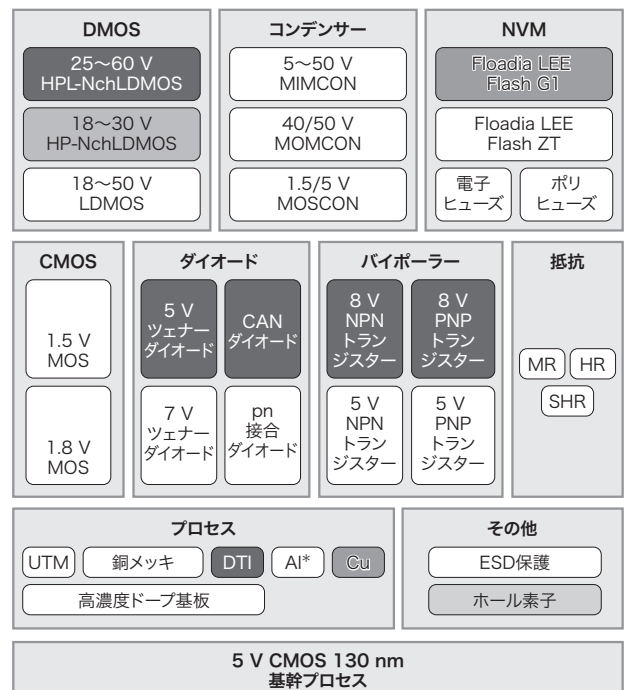 DMOS
25～60 V
HPL-NchLDMOS
18～30 V
HP-NchLDMOS
18～50 V
LDMOS
コンデンサー
5～50 V
MIMCON
40/50 V
MOMCON
1.5/5 V
MOSCON
NVM
Floadia LEE
Flash G1
Floadia LEE
Flash ZT
電子
ヒューズ
ポリ
ヒューズ
CMOS
1.5 V
MOS
1.8 V
MOS
ダイオード
5 V
ツェナー
ダイオード
CAN
ダイオード
7 V
ツェナー
ダイオード
pn
接合
ダイオード
バイポーラー
8 V
NPN
トラン
ジスター
8 V
PNP
トラン
ジスター
5 V
NPN
トラン
ジスター
5 V
PNP
トラン
ジスター
抵抗
MR
HR
SHR
プロセス
UTM
銅メッキ
DTI
Al*
Cu
高濃度ドープ基板
その他
ESD保護
ホール素子
5 V CMOS 130 nm
基幹プロセス